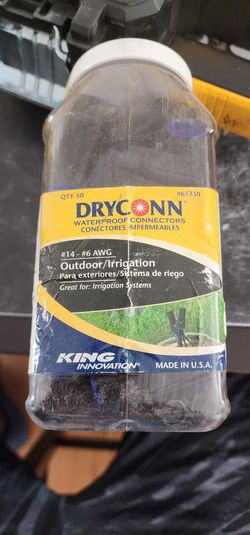 QTY 50 #61350
DRYCONN®
WATERPROOF CONNECTORS
CONECTORES IMPERMEABLES
#14 - #6 AWG
Outdoor/Irrigation
Para exteriores/Sistema de riego
Great for: Irrigation Systems
KING
INNOVATION™
MADE IN U.S.A.